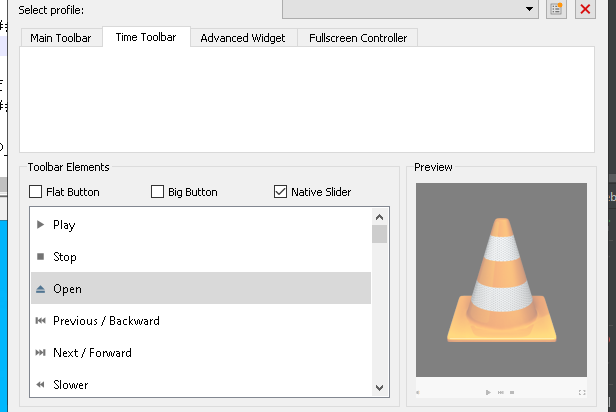 Select profile:
Main Toolbar
Time Toolbar
Advanced Widget
Fullscreen Controller
Toolbar Elements
Preview
Flat Button
Big Button
Native Slider
Play
Stop
Open
Previous / Backward
Next / Forward
Slower